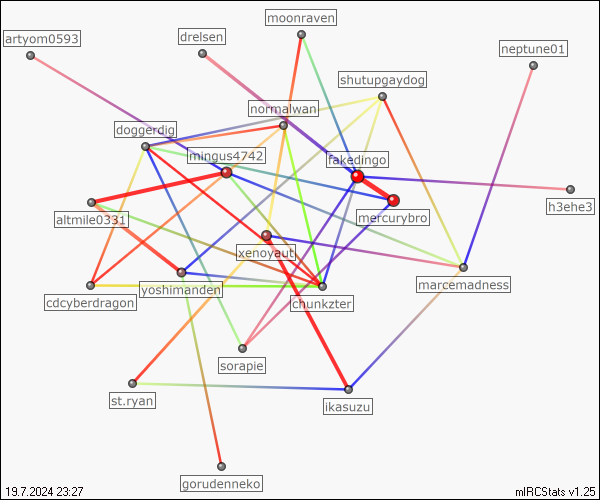 moonraven
artyom0593
drelsen
neptune01
shutupgaydog
normalwan
doggerdig
mingus4742
fakedingo
h3ehe3
altmile0331
mercurybro
xenoyauti
marcemadness
yoshimanden
cdcyberdragon
chunkzter
sorapie
st.ryan
ikasuzu
gorudenneko
19.7.2024 23:27
mIRCStats v1.25